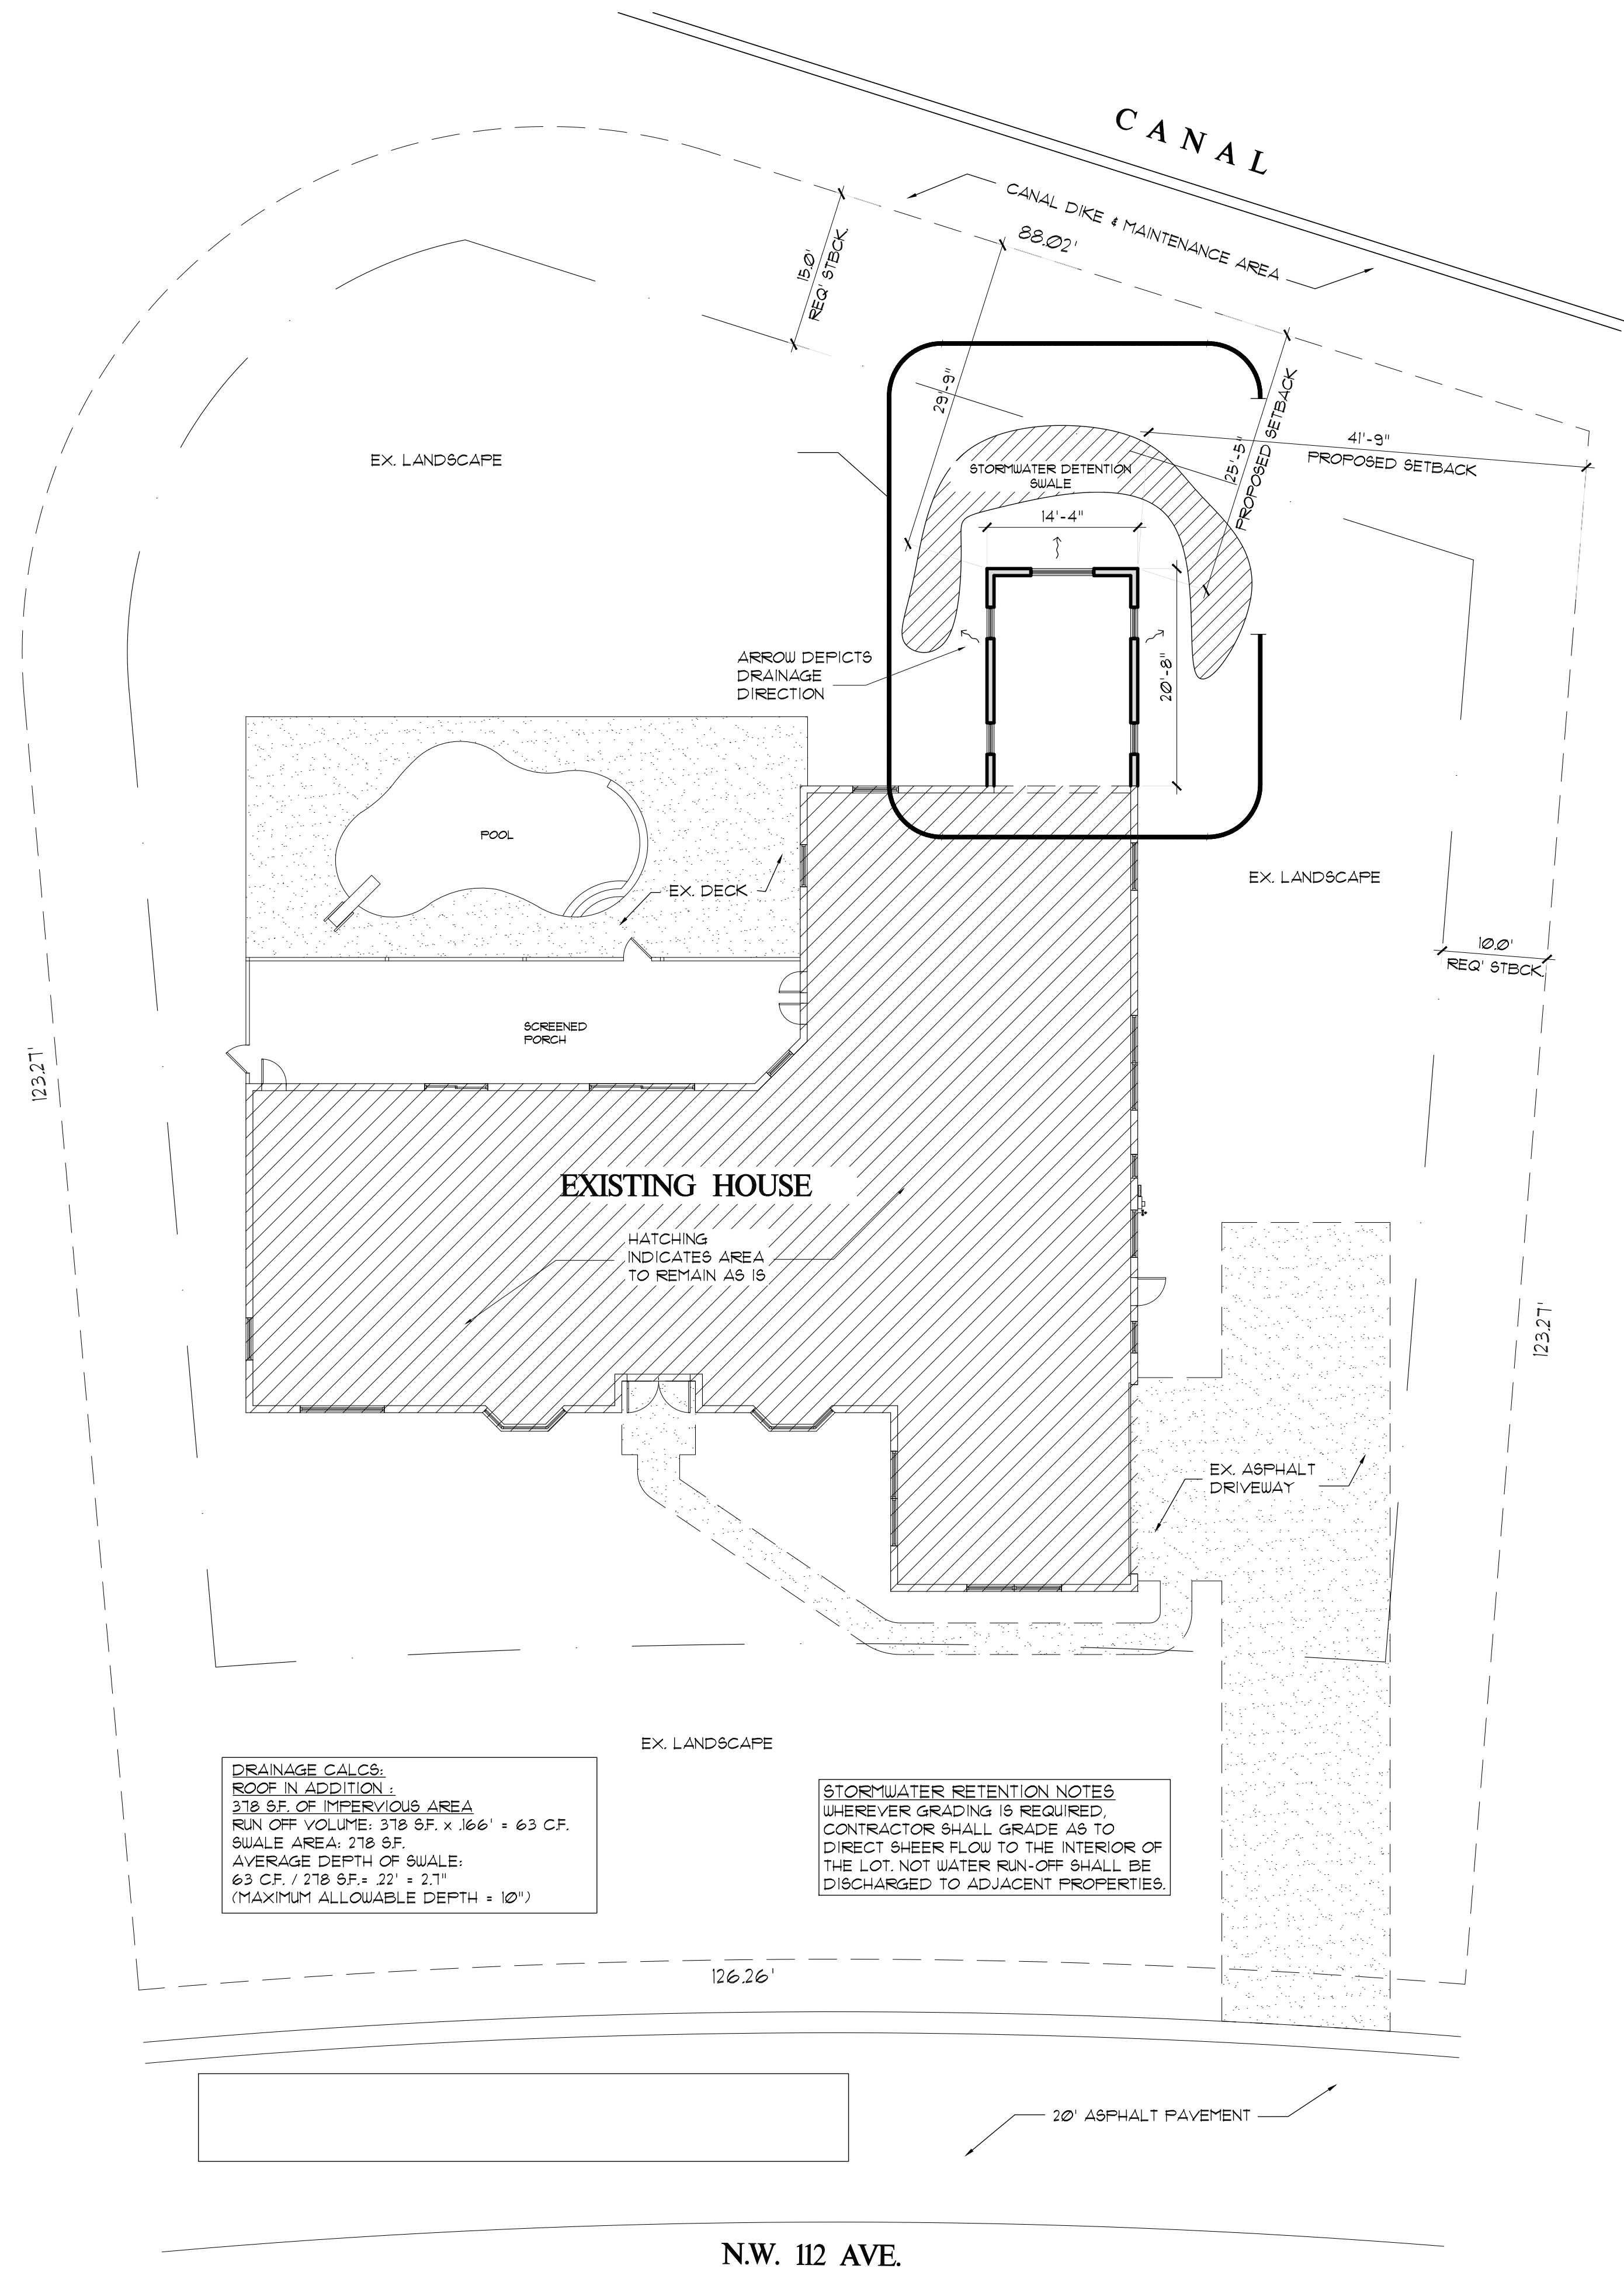 CANAL
CANAL DIKE & MAINTENANCE AREA
88.02'
15.0'
REQ' STBCK.
29'-9"
25'-5"
PROPOSED SETBACK
41'-9"
PROPOSED SETBACK
EX. LANDSCAPE
STORMWATER DETENTION
SWALE
14'-4"
20'-8"
ARROW DEPICTS
DRAINAGE
DIRECTION
POOL
EX. DECK
EX. LANDSCAPE
10.0'
REQ' STBCK.
SCREENED
PORCH
123.27'
EXISTING HOUSE
HATCHING
INDICATES AREA
TO REMAIN AS IS
123.27'
EX. ASPHALT
DRIVEWAY
EX. LANDSCAPE
DRAINAGE CALCS:
ROOF IN ADDITION :
378 S.F. OF IMPERVIOUS AREA
RUN OFF VOLUME: 378 S.F. x .166' = 63 C.F.
SWALE AREA: 278 S.F.
AVERAGE DEPTH OF SWALE:
63 C.F. / 278 S.F.= .22' = 2.7"
(MAXIMUM ALLOWABLE DEPTH = 10")
STORMWATER RETENTION NOTES
WHEREVER GRADING IS REQUIRED,
CONTRACTOR SHALL GRADE AS TO
DIRECT SHEER FLOW TO THE INTERIOR OF
THE LOT. NOT WATER RUN-OFF SHALL BE
DISCHARGED TO ADJACENT PROPERTIES.
126.26'
20' ASPHALT PAVEMENT
N.W. 112 AVE.